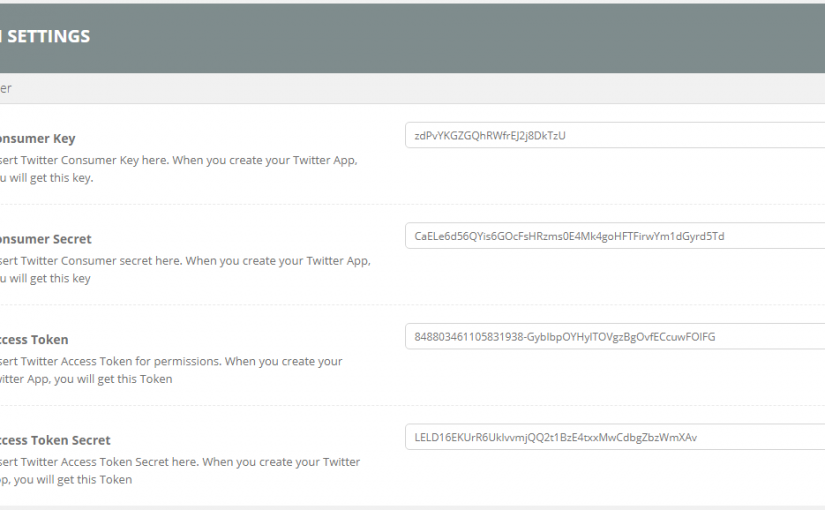 SETTINGS
er
onsumer Key
zdPvYKGZGQhRWfrEJ2j8DkTzU
sert Twitter Consumer Key here. When you create your Twitter App,
u will get this key.
onsumer Secret
CaELe6d56QYis6GOcFsHRzms0E4Mk4goHFTFirwYm1dGyrd5Td
sert Twitter Consumer secret here. When you create your Twitter App,
u will get this key
ccess Token
sert Twitter Access Token for permissions. When you create your
witter App, you will get this Token
ccess Token Secret
sert Twitter Access Token Secret here. When you create your Twitter
pp, you will get this Token